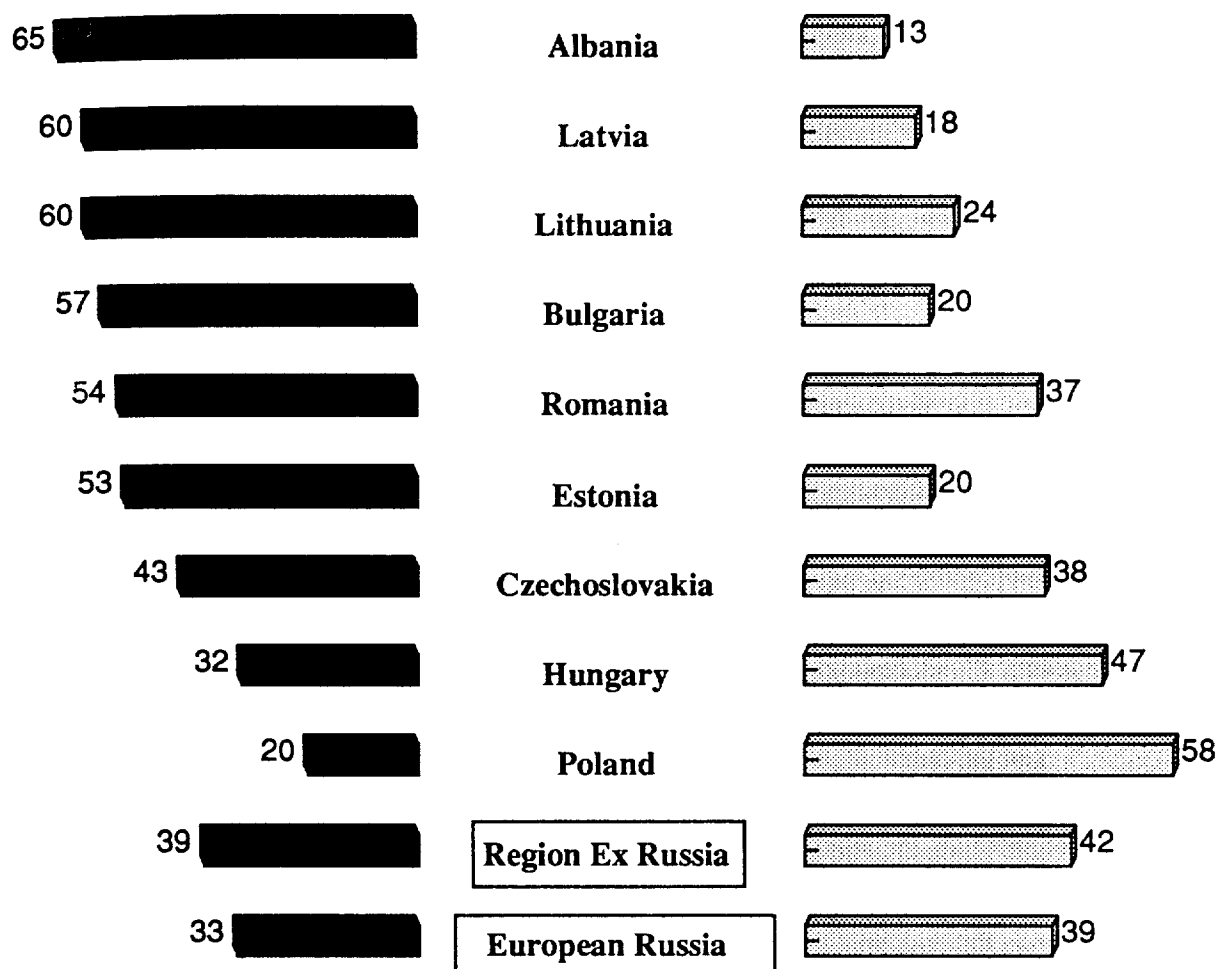 65 Albania 13
60 Latvia 18
60 Lithuania 24
57 Bulgaria 20
54 Romania 37
53 Estonia 20
43 Czechoslovakia 38
32 Hungary 47
20 Poland 58
39 Region Ex Russia 42
33 European Russia 39